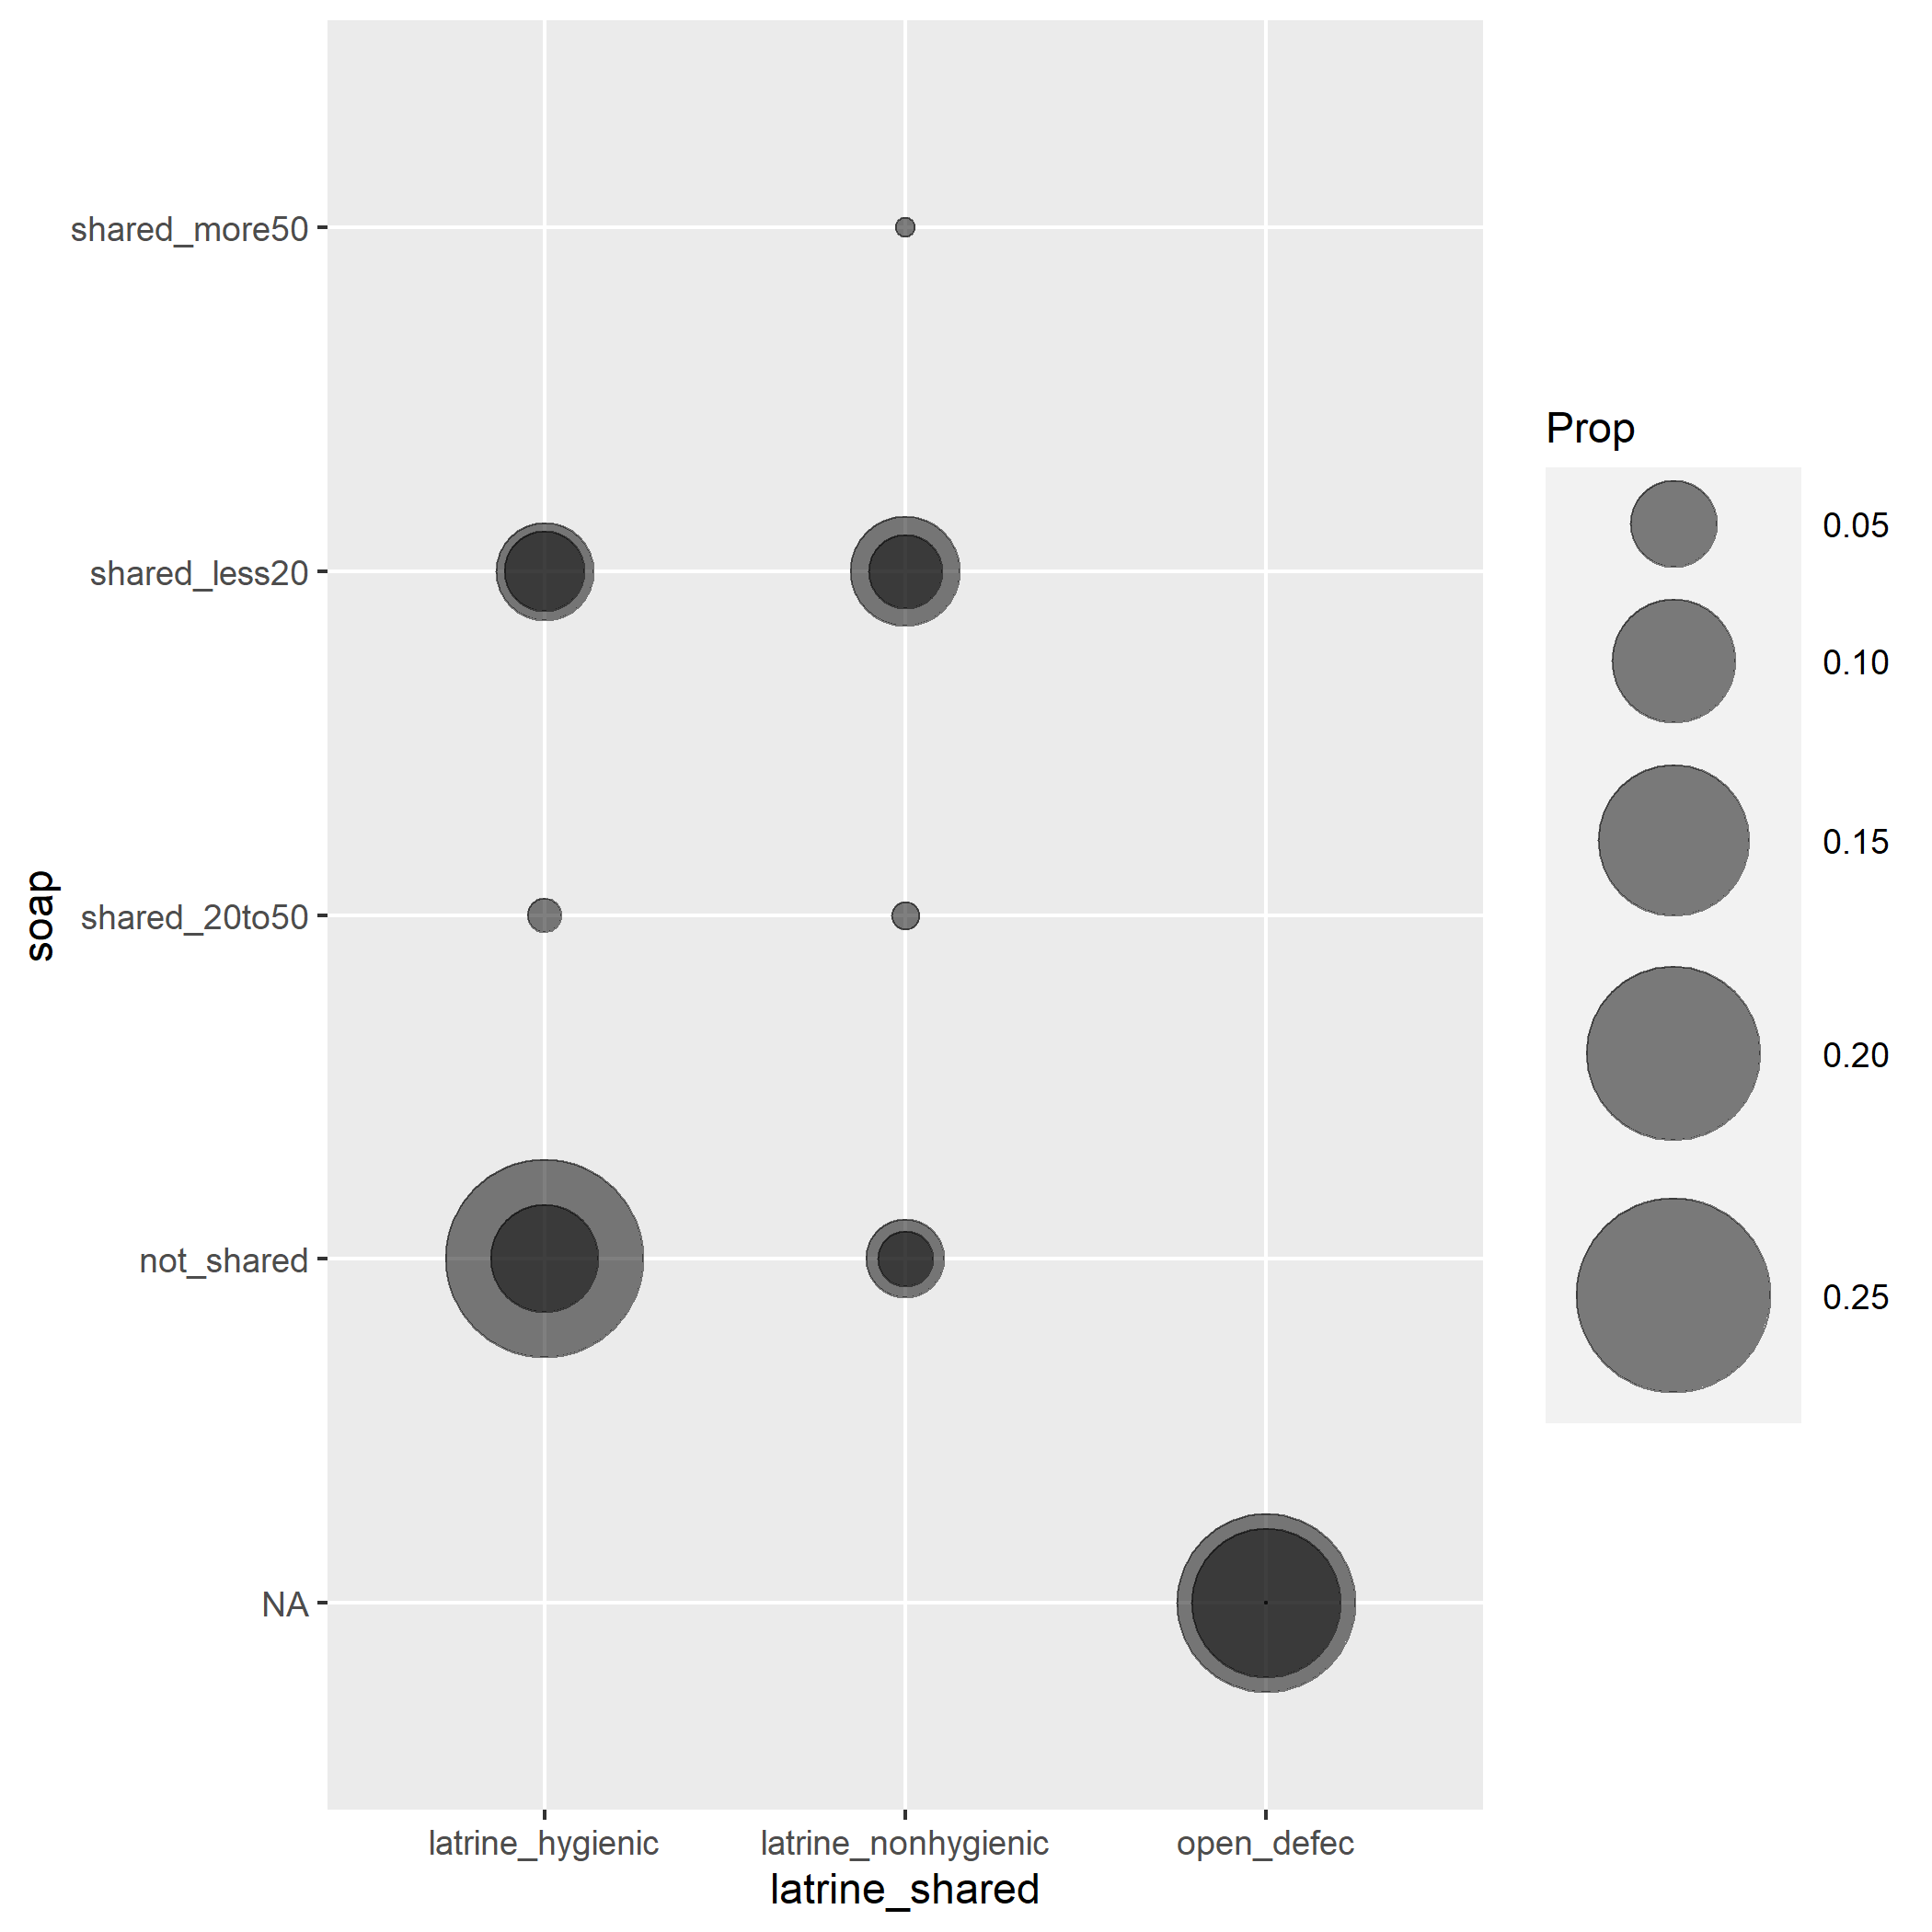 shared_more50
shared_less20
shared_20to50
not_shared
NA
soap
latrine_hygienic
latrine_nonhygienic
open_defec
latrine_shared
Prop
0.05
0.10
0.15
0.20
0.25